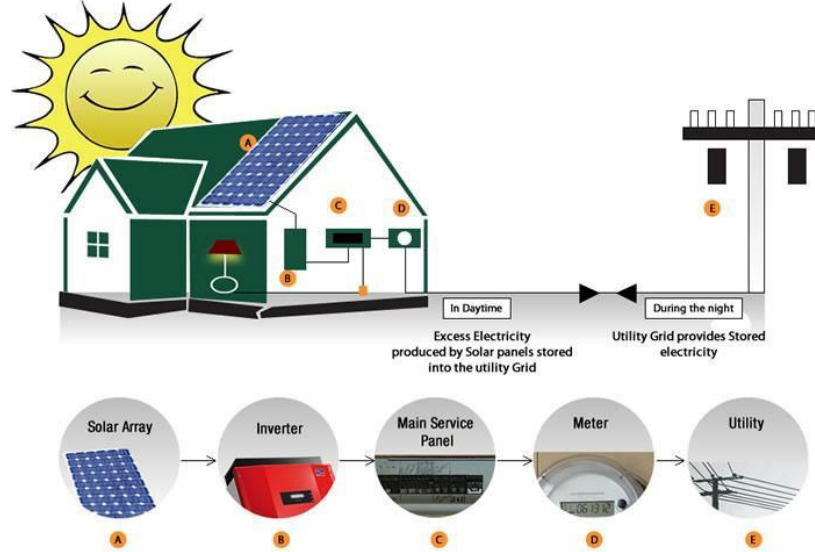 A
C
D
E
B
In Daytime
During the night
Excess Electricity
produced by Solar panels stored
into the utility Grid
Utility Grid provides Stored
electricity
Solar Array
Inverter
Main Service
Panel
Meter
Utility
A
B
C
D
E